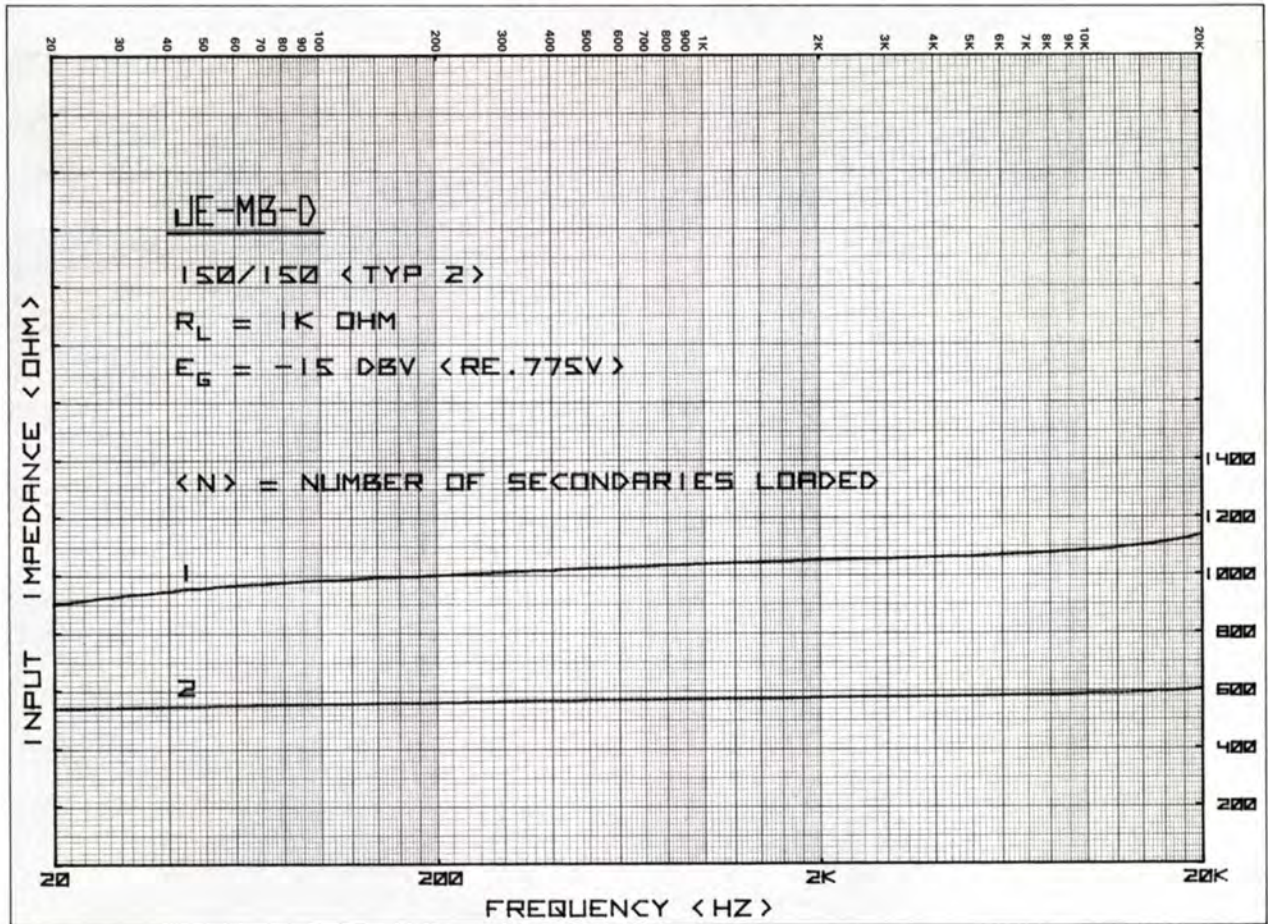 20 30 40 50 60 70 80 90 100 200 300 400 500 600 700 800 900 1K 2K 3K 4K 5K 6K 7K 8K 9K 10K 20K
JE-MB-D
150/150 <TYP 2>
RL = 1K OHM
EG = -15 DBV <RE.775V>
<N> = NUMBER OF SECONDARIES LOADED
INPUT IMPEDANCE <OHM>
1
2
1400
1200
1000
800
600
400
200
20 200 2K 20K
FREQUENCY <HZ>